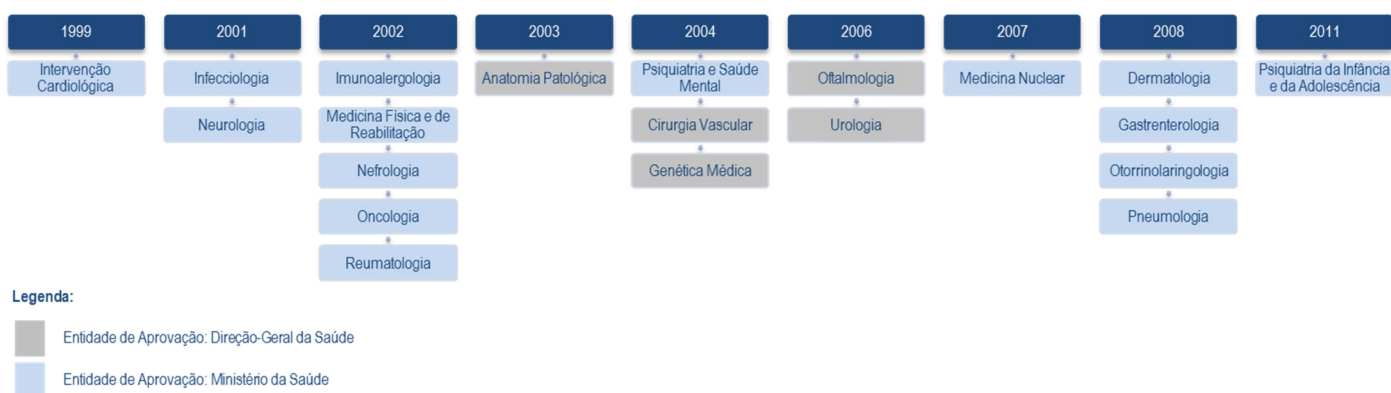 1999
2001
2002
2003
2004
2006
2007
2008
2011
Intervenção
Cardiológica
Infecciologia
Neurologia
Imunoalergologia
Medicina Física e de
Reabilitação
Nefrologia
Oncologia
Reumatologia
Anatomia Patológica
Psiquiatria e Saúde
Mental
Cirurgia Vascular
Genética Médica
Oftalmologia
Urologia
Medicina Nuclear
Dermatologia
Gastrenterologia
Otorrinolaringologia
Pneumologia
Psiquiatria da Infância
e da Adolescência
Legenda:
Entidade de Aprovação: Direção-Geral da Saúde
Entidade de Aprovação: Ministério da Saúde